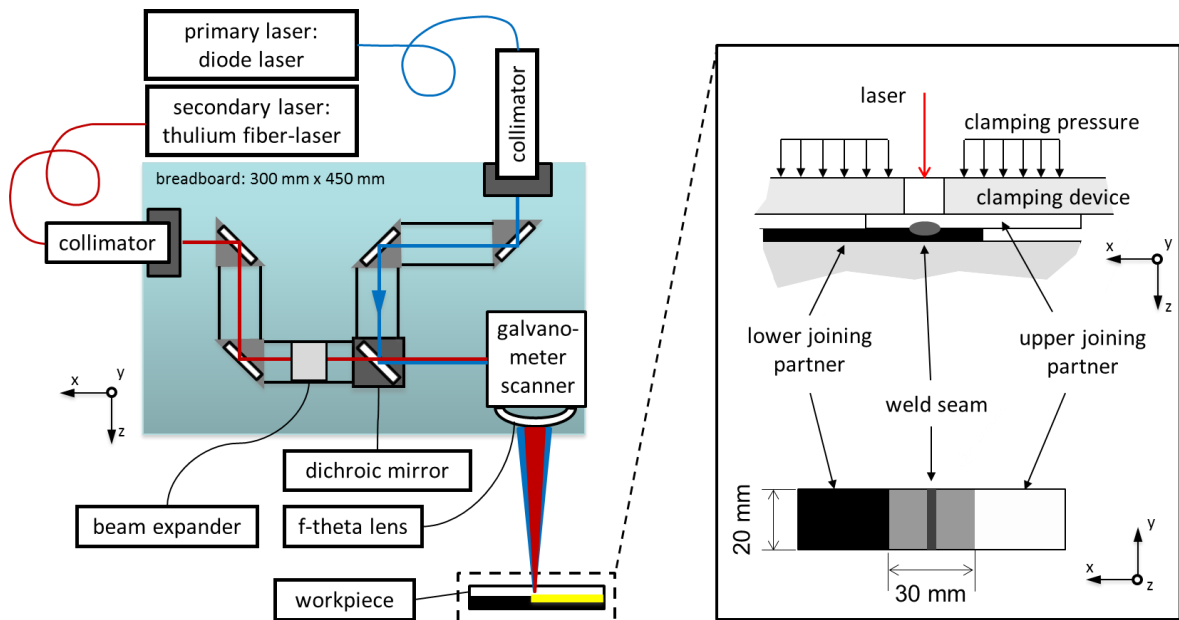 primary laser:
diode laser
secondary laser:
thulium fiber-laser
collimator
breadboard: 300 mm x 450 mm
collimator
galvano-
meter
scanner
x
y
z
dichroic mirror
beam expander
f-theta lens
workpiece
laser
clamping pressure
clamping device
x
y
z
lower joining
partner
upper joining
partner
weld seam
20 mm
30 mm
y
x
z